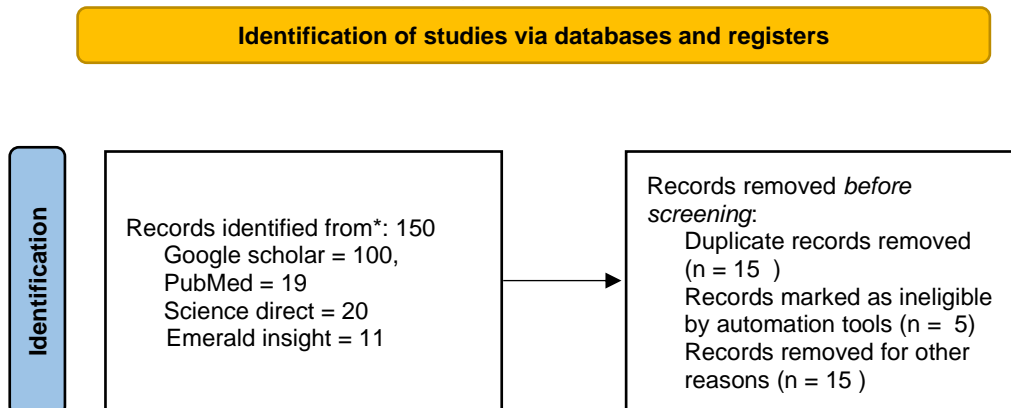 Identification of studies via databases and registers
Identification
Records identified from*: 150
Google scholar = 100,
PubMed = 19
Science direct = 20
Emerald insight = 11
Records removed before
screening:
Duplicate records removed
(n = 15  )
Records marked as ineligible
by automation tools (n =  5)
Records removed for other
reasons (n = 15 )